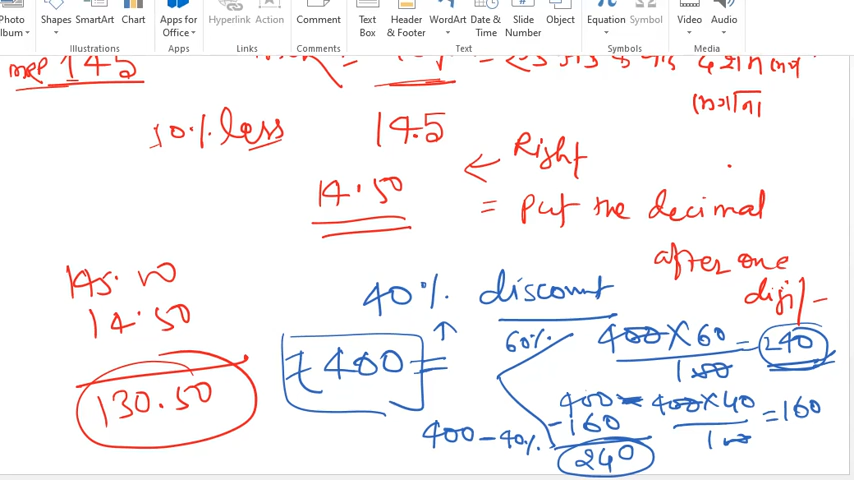 Photo Album
Shapes SmartArt Chart
Apps for Office
Hyperlink Action
Comment
Text Box
Header & Footer
WordArt
Date & Time
Slide Number
Object
Equation Symbol
Video Audio
Illustrations Apps Links Comments Text Symbols Media
MRP 145
10% less 14.5
14.50 ← Right
= Put the decimal
after one
digit
145.00
14.50
130.50
40% discount
₹400 =
60% 400 X 60 = 240
100
400 - 400 X 40 = 160
100
400 - 40% - 160
240